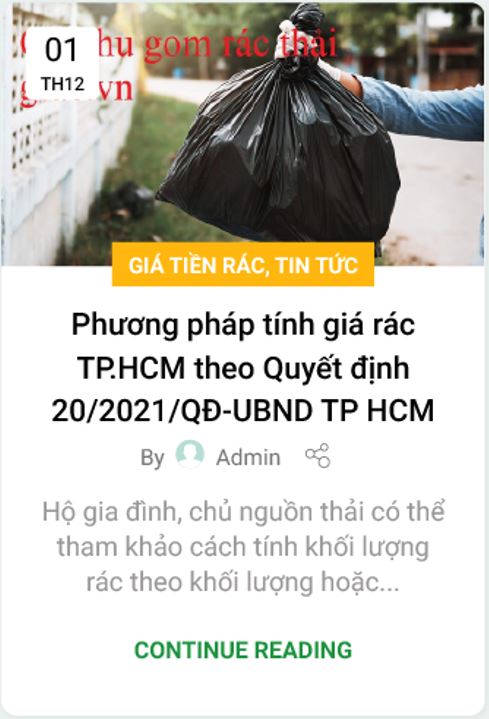 01
TH12
hu gom rác thải
.vn
GIÁ TIỀN RÁC, TIN TỨC
Phương pháp tính giá rác
TP.HCM theo Quyết định
20/2021/QĐ-UBND TP HCM
By Admin
Hộ gia đình, chủ nguồn thải có thể
tham khảo cách tính khối lượng
rác theo khối lượng hoặc...
CONTINUE READING